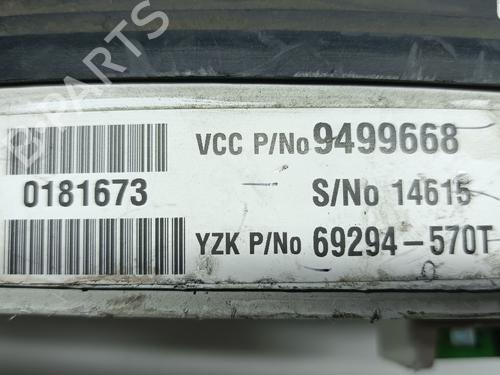 VCC P/No 9499668
0181673
S/No 14615
YZK P/No 69294-570T